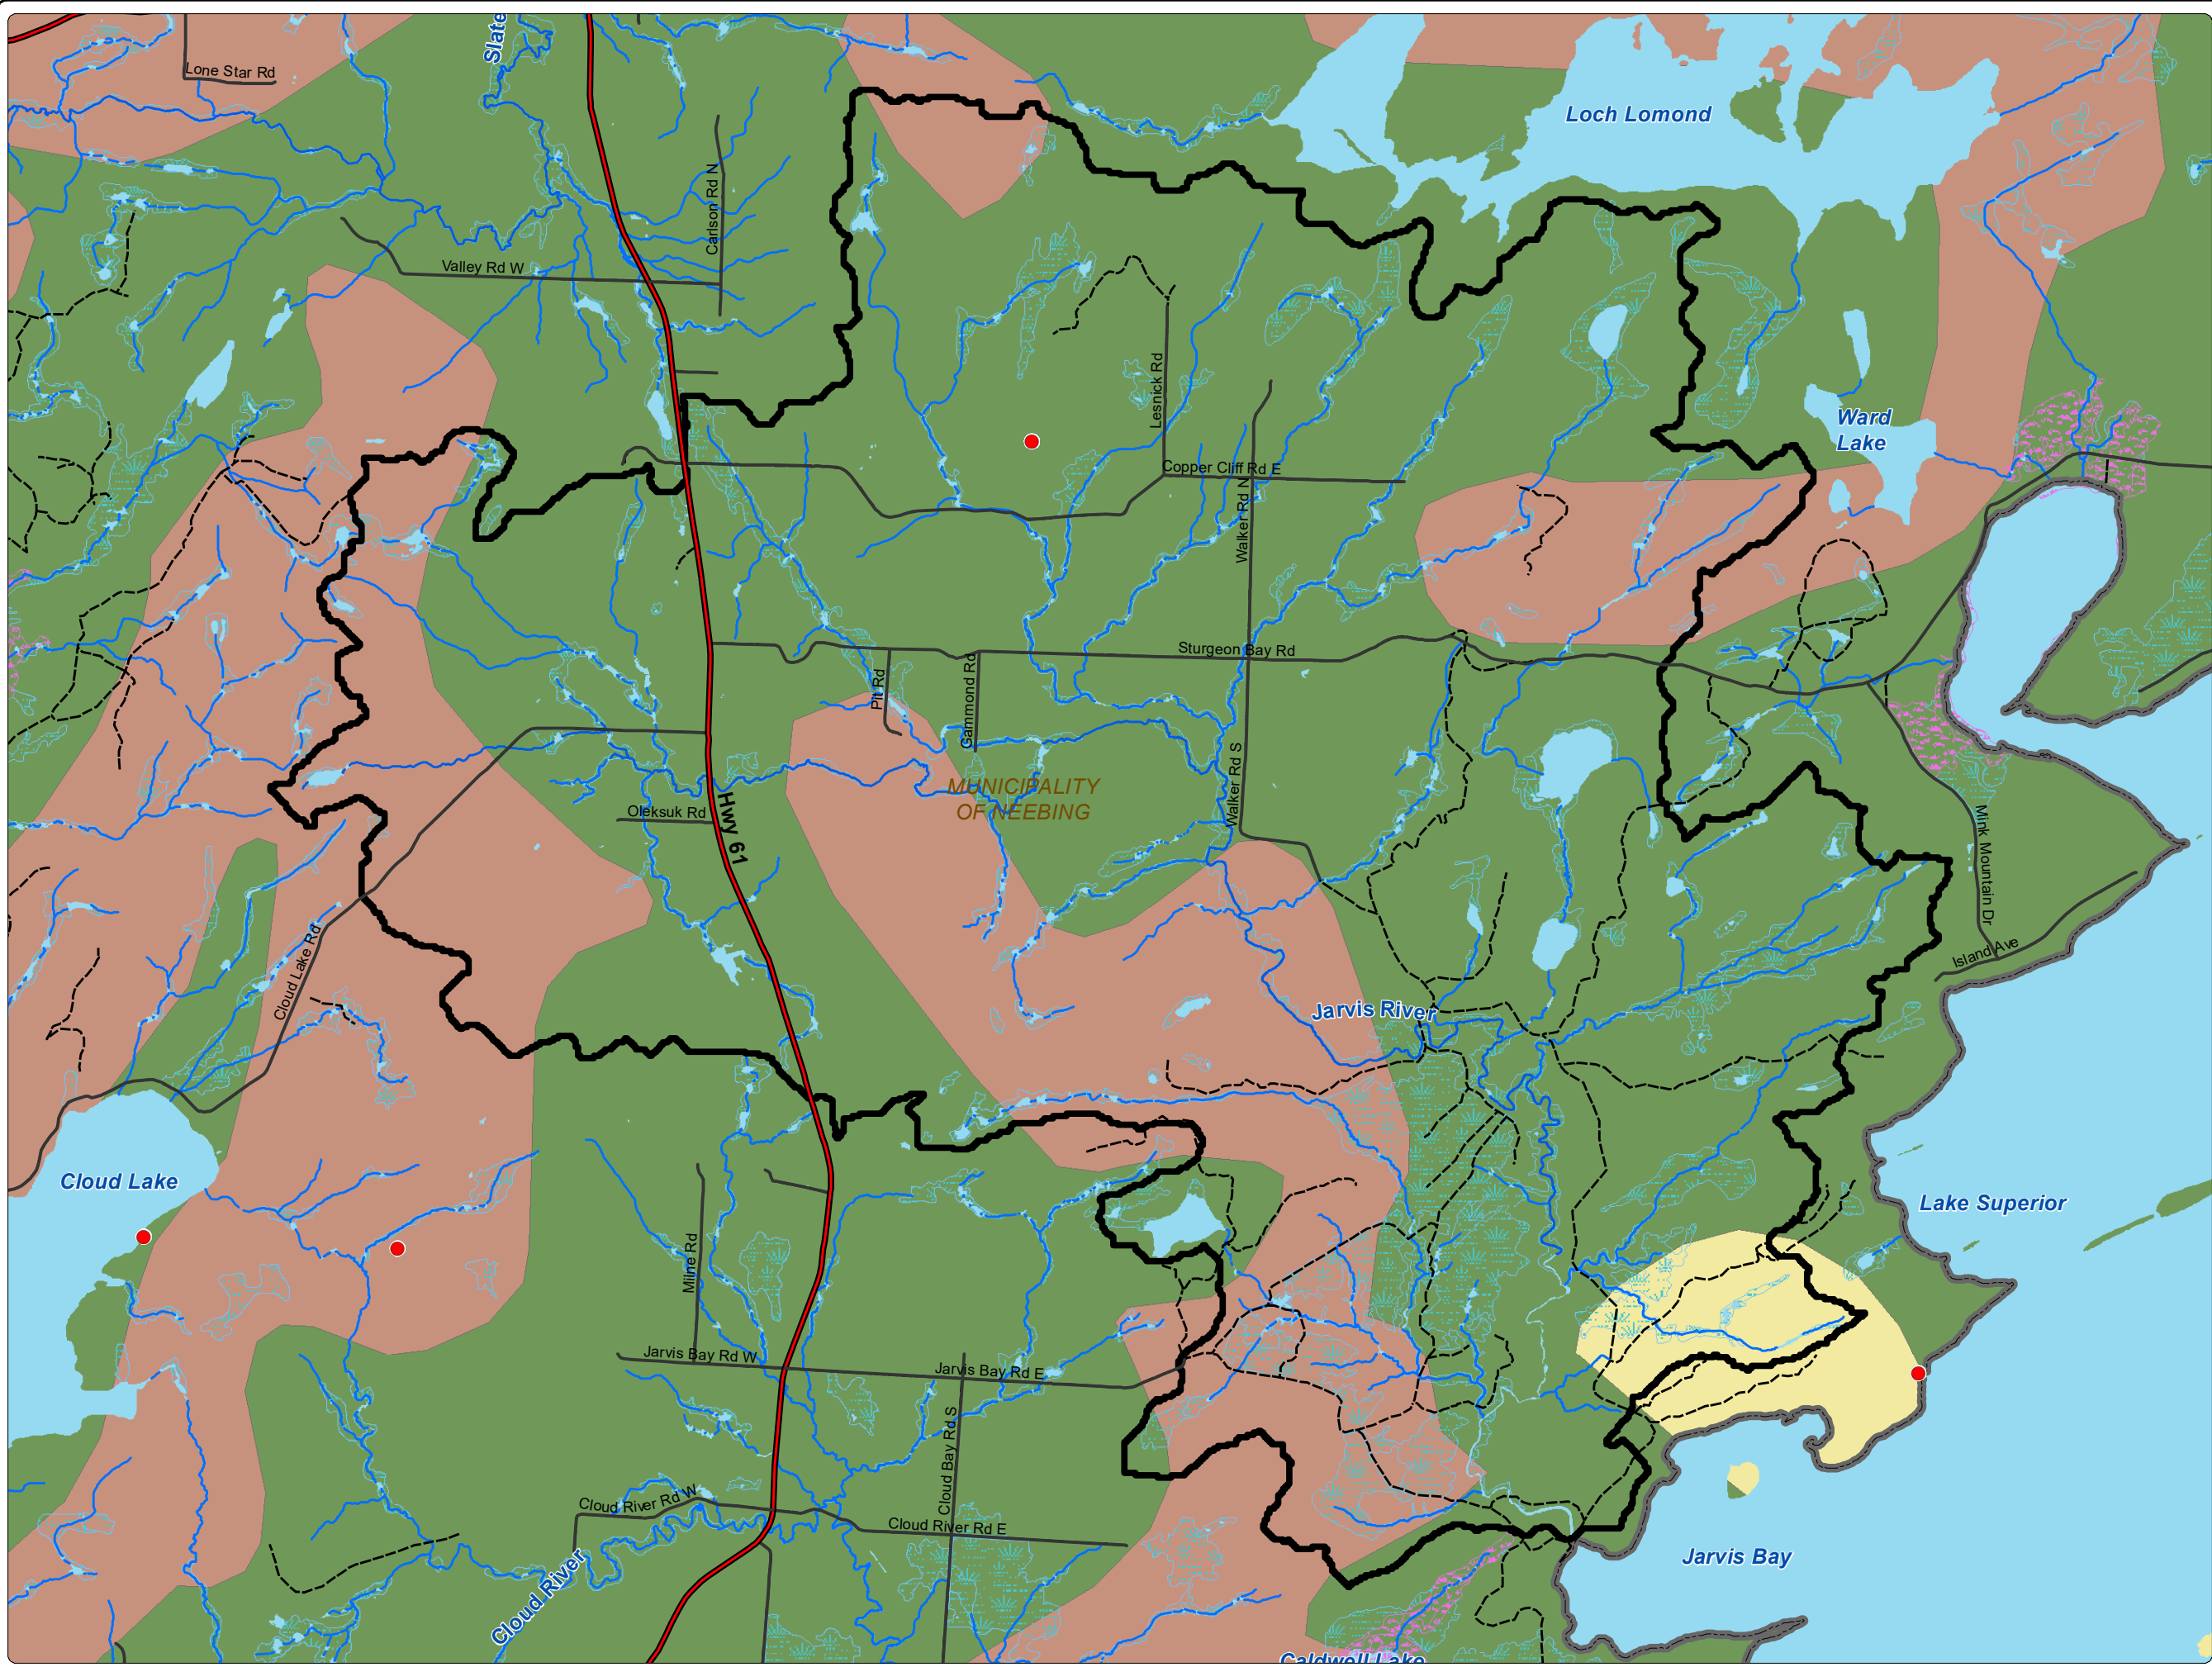 Slate
Lone Star Rd
Loch Lomond
Carlson Rd N
Valley Rd W
Lesnick Rd
Ward
Lake
Copper Cliff Rd E
Walker Rd N
Sturgeon Bay Rd
Pit Rd
Gammond Rd
Walker Rd S
MUNICIPALITY
OF NEEBING
Oleksuk Rd
Hwy 61
Mink Mountain Dr
Island Ave
Cloud Lake Rd
Jarvis River
Cloud Lake
Lake Superior
Milne Rd
Jarvis Bay Rd W
Jarvis Bay Rd E
Cloud Bay Rd S
Cloud River Rd W
Cloud River Rd E
Cloud River
Jarvis Bay
Caldwell Lake